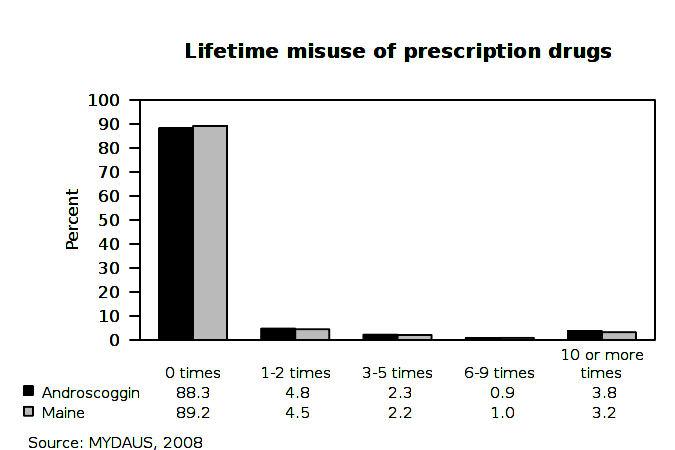 Lifetime misuse of prescription drugs
100
90
80
70
60
50
40
30
20
10
0
Percent
0 times 1-2 times 3-5 times 6-9 times 10 or more times
Androscoggin 88.3 4.8 2.3 0.9 3.8
Maine 89.2 4.5 2.2 1.0 3.2
Source: MYDAUS, 2008